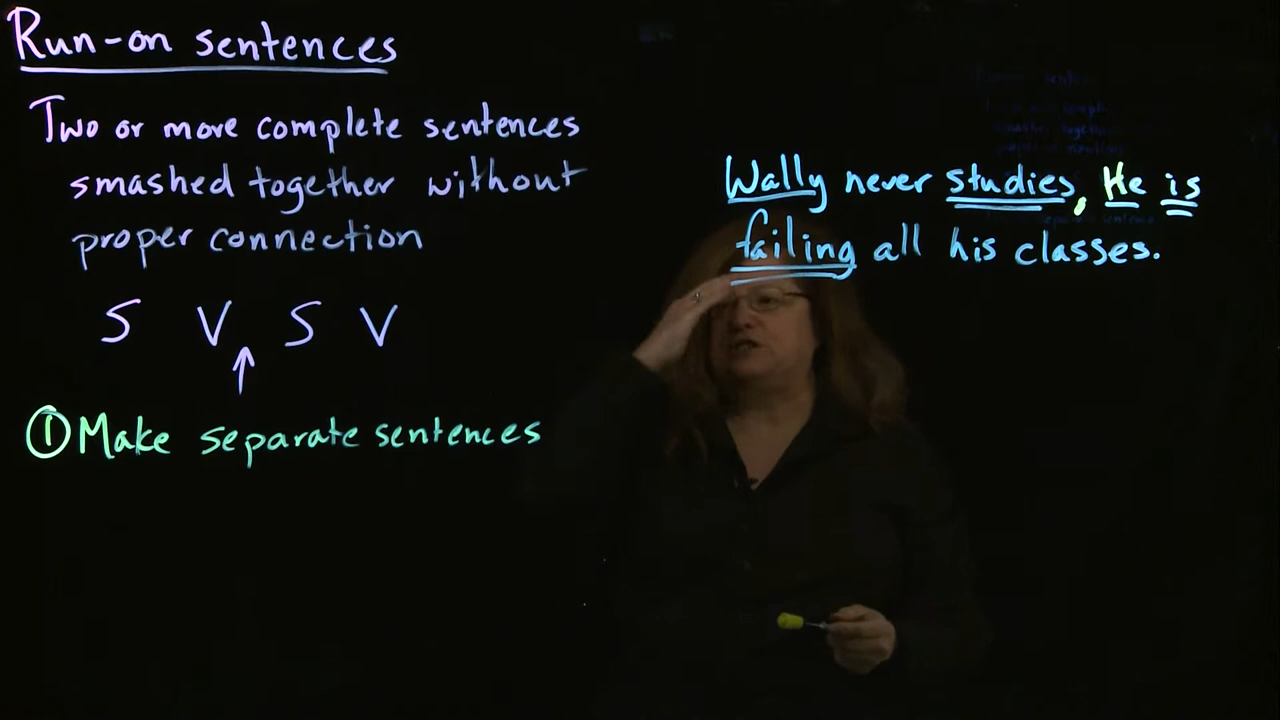 Run-on sentences
Two or more complete sentences
smashed together without
proper connection
S V S V
↑
① Make separate sentences
Wally never studies, He is
failing all his classes.